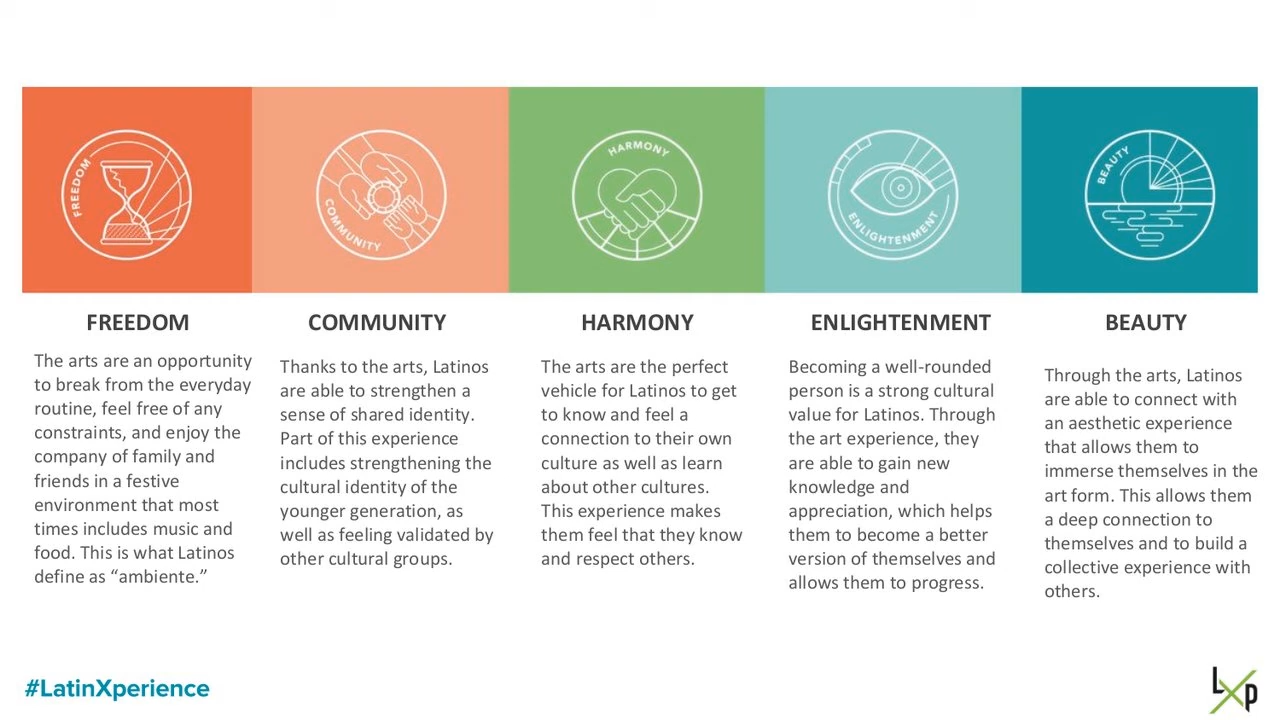 FREEDOM
COMMUNITY
HARMONY
ENLIGHTENMENT
BEAUTY
FREEDOM
The arts are an opportunity
to break from the everyday
routine, feel free of any
constraints, and enjoy the
company of family and
friends in a festive
environment that most
times includes music and
food. This is what Latinos
define as “ambiente.”
COMMUNITY
Thanks to the arts, Latinos
are able to strengthen a
sense of shared identity.
Part of this experience
includes strengthening the
cultural identity of the
younger generation, as
well as feeling validated by
other cultural groups.
HARMONY
The arts are the perfect
vehicle for Latinos to get
to know and feel a
connection to their own
culture as well as learn
about other cultures.
This experience makes
them feel that they know
and respect others.
ENLIGHTENMENT
Becoming a well-rounded
person is a strong cultural
value for Latinos. Through
the art experience, they
are able to gain new
knowledge and
appreciation, which helps
them to become a better
version of themselves and
allows them to progress.
BEAUTY
Through the arts, Latinos
are able to connect with
an aesthetic experience
that allows them to
immerse themselves in the
art form. This allows them
a deep connection to
themselves and to build a
collective experience with
others.
#LatinXperience
LXP